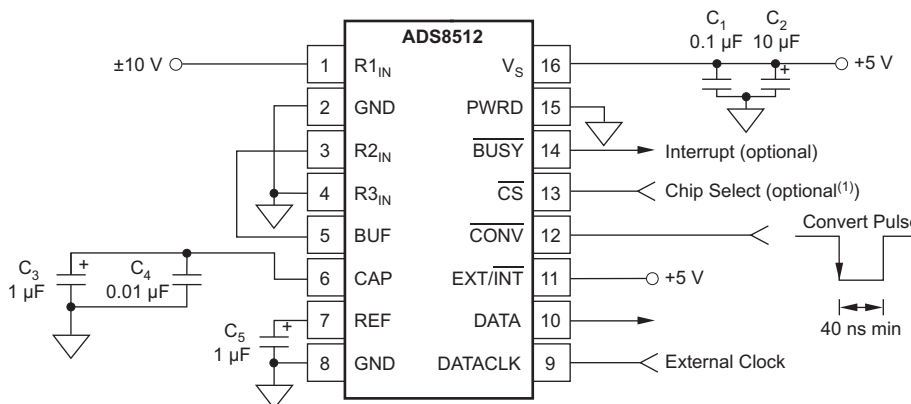 ADS8512
±10 V
1 R1IN
2 GND
3 R2IN
4 R3IN
5 BUF
6 CAP
7 REF
8 GND
VS 16
PWRD 15
BUSY 14
CS 13
CONV 12
EXT/INT 11
DATA 10
DATACLK 9
C1
0.1 µF
C2
10 µF
+
+5 V
Interrupt (optional)
Chip Select (optional(1))
Convert Pulse
+5 V
40 ns min
External Clock
C3
1 µF
+
C4
0.01 µF
C5
1 µF
+